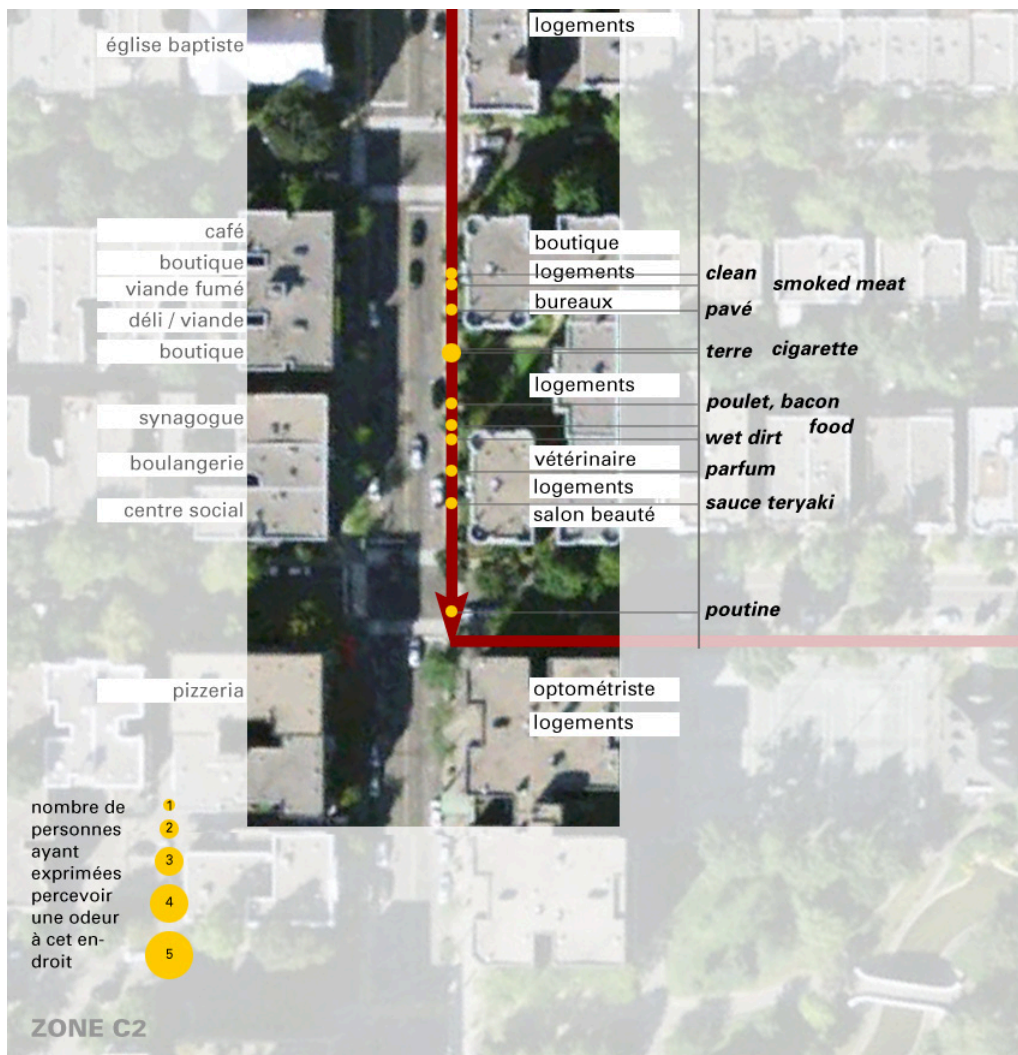 église baptiste
logements
café
boutique
viande fumé
déli / viande
boutique
synagogue
boulangerie
centre social
pizzeria
boutique
logements
bureaux
logements
vétérinaire
logements
salon beauté
optométriste
logements
clean
smoked meat
pavé
terre cigarette
poulet, bacon
food
wet dirt
parfum
sauce teryaki
poutine
nombre de
personnes
ayant
exprimées
percevoir
une odeur
à cet en-
droit
1
2
3
4
5
ZONE C2